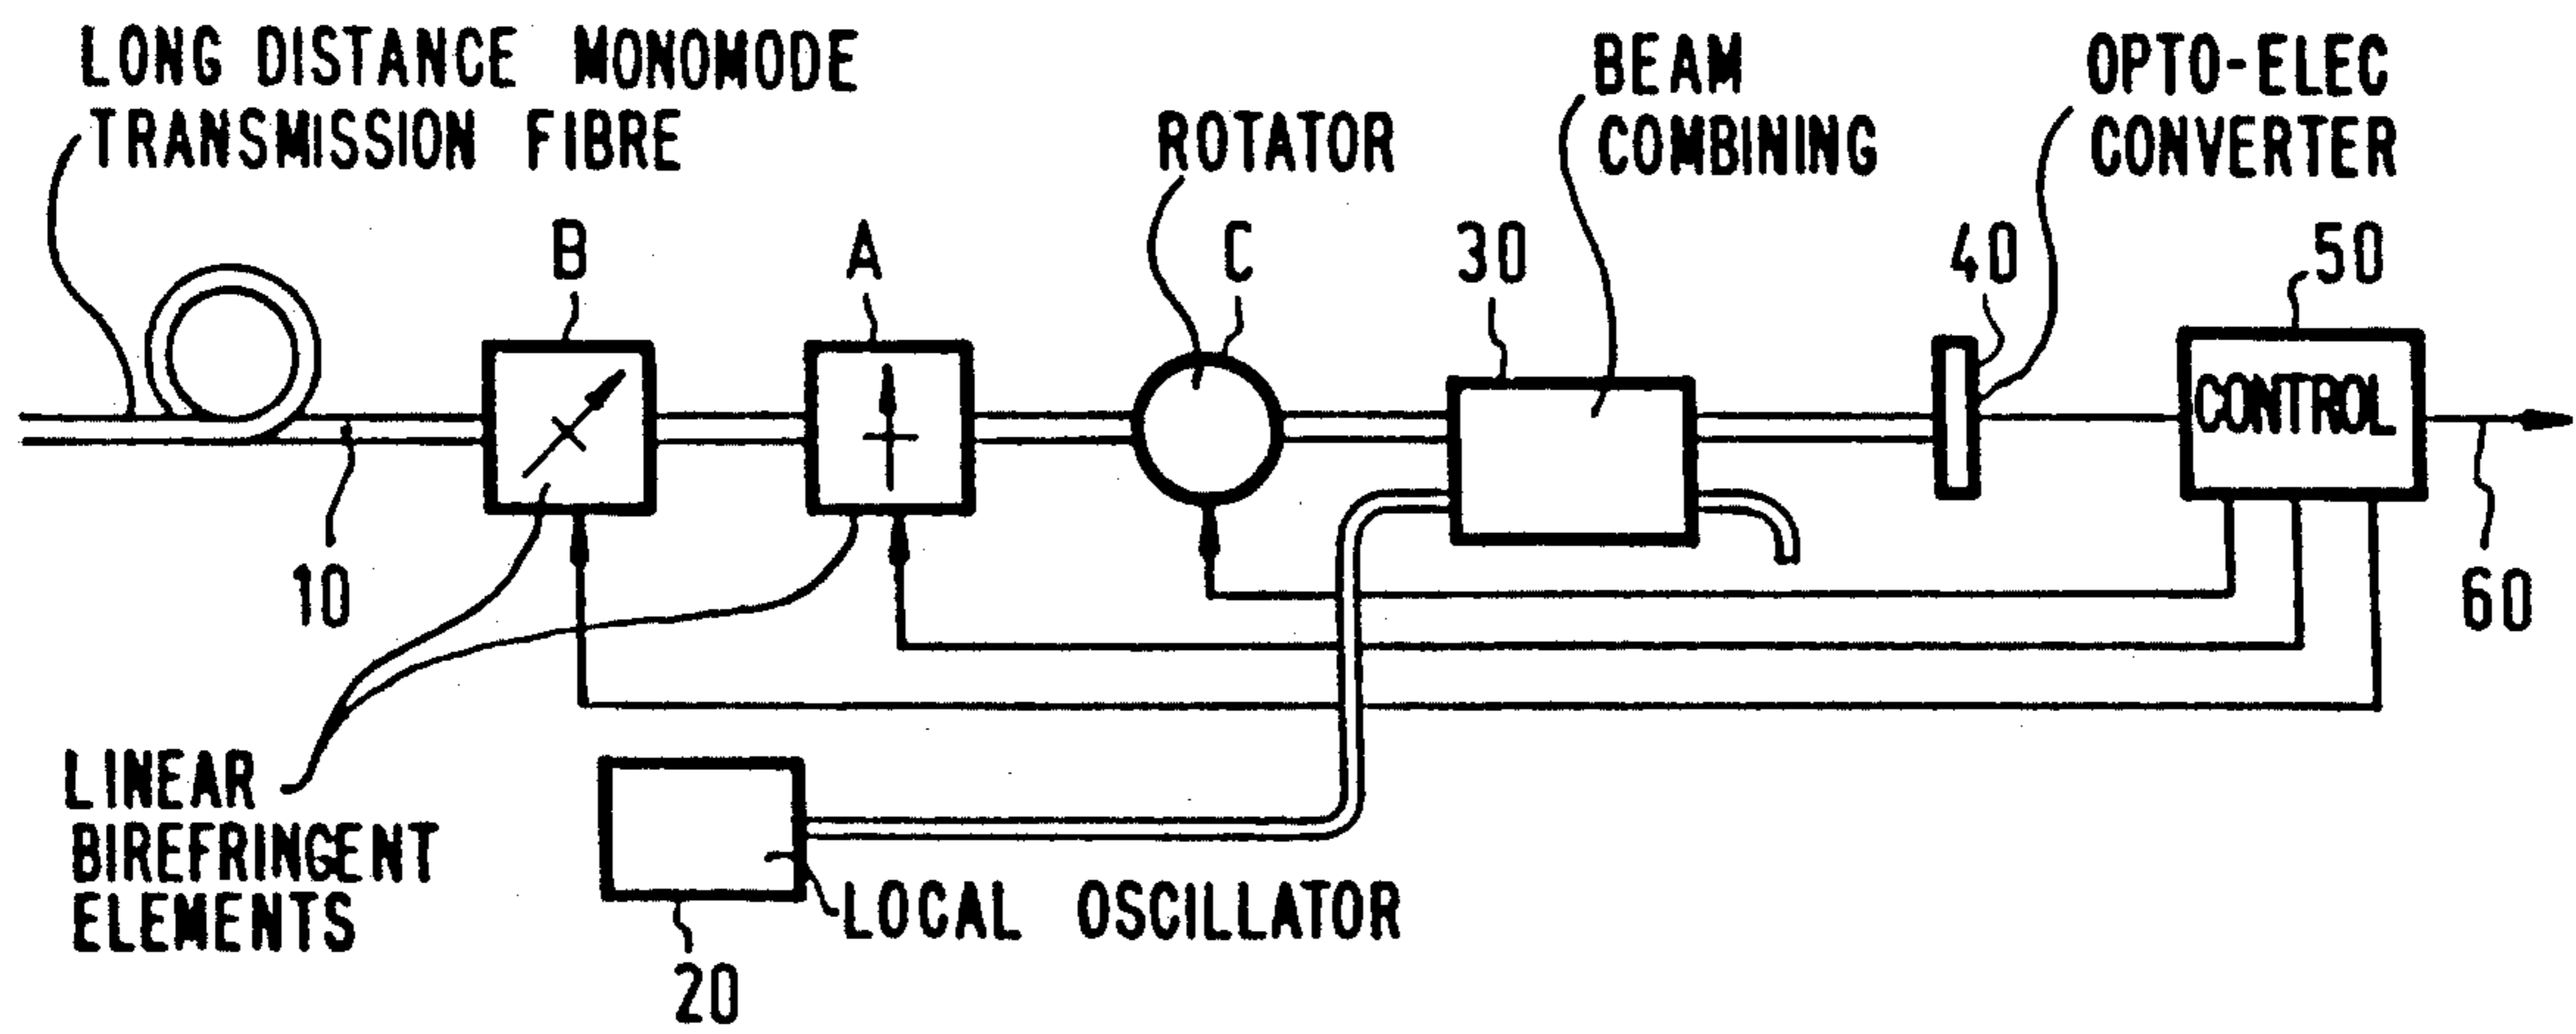 LONG DISTANCE MONOMODE
TRANSMISSION FIBRE
ROTATOR
BEAM
COMBINING
OPTO-ELEC
CONVERTER
B
A
C
30
40
50
CONTROL
10
60
LINEAR
BIREFRINGENT
ELEMENTS
LOCAL OSCILLATOR
20